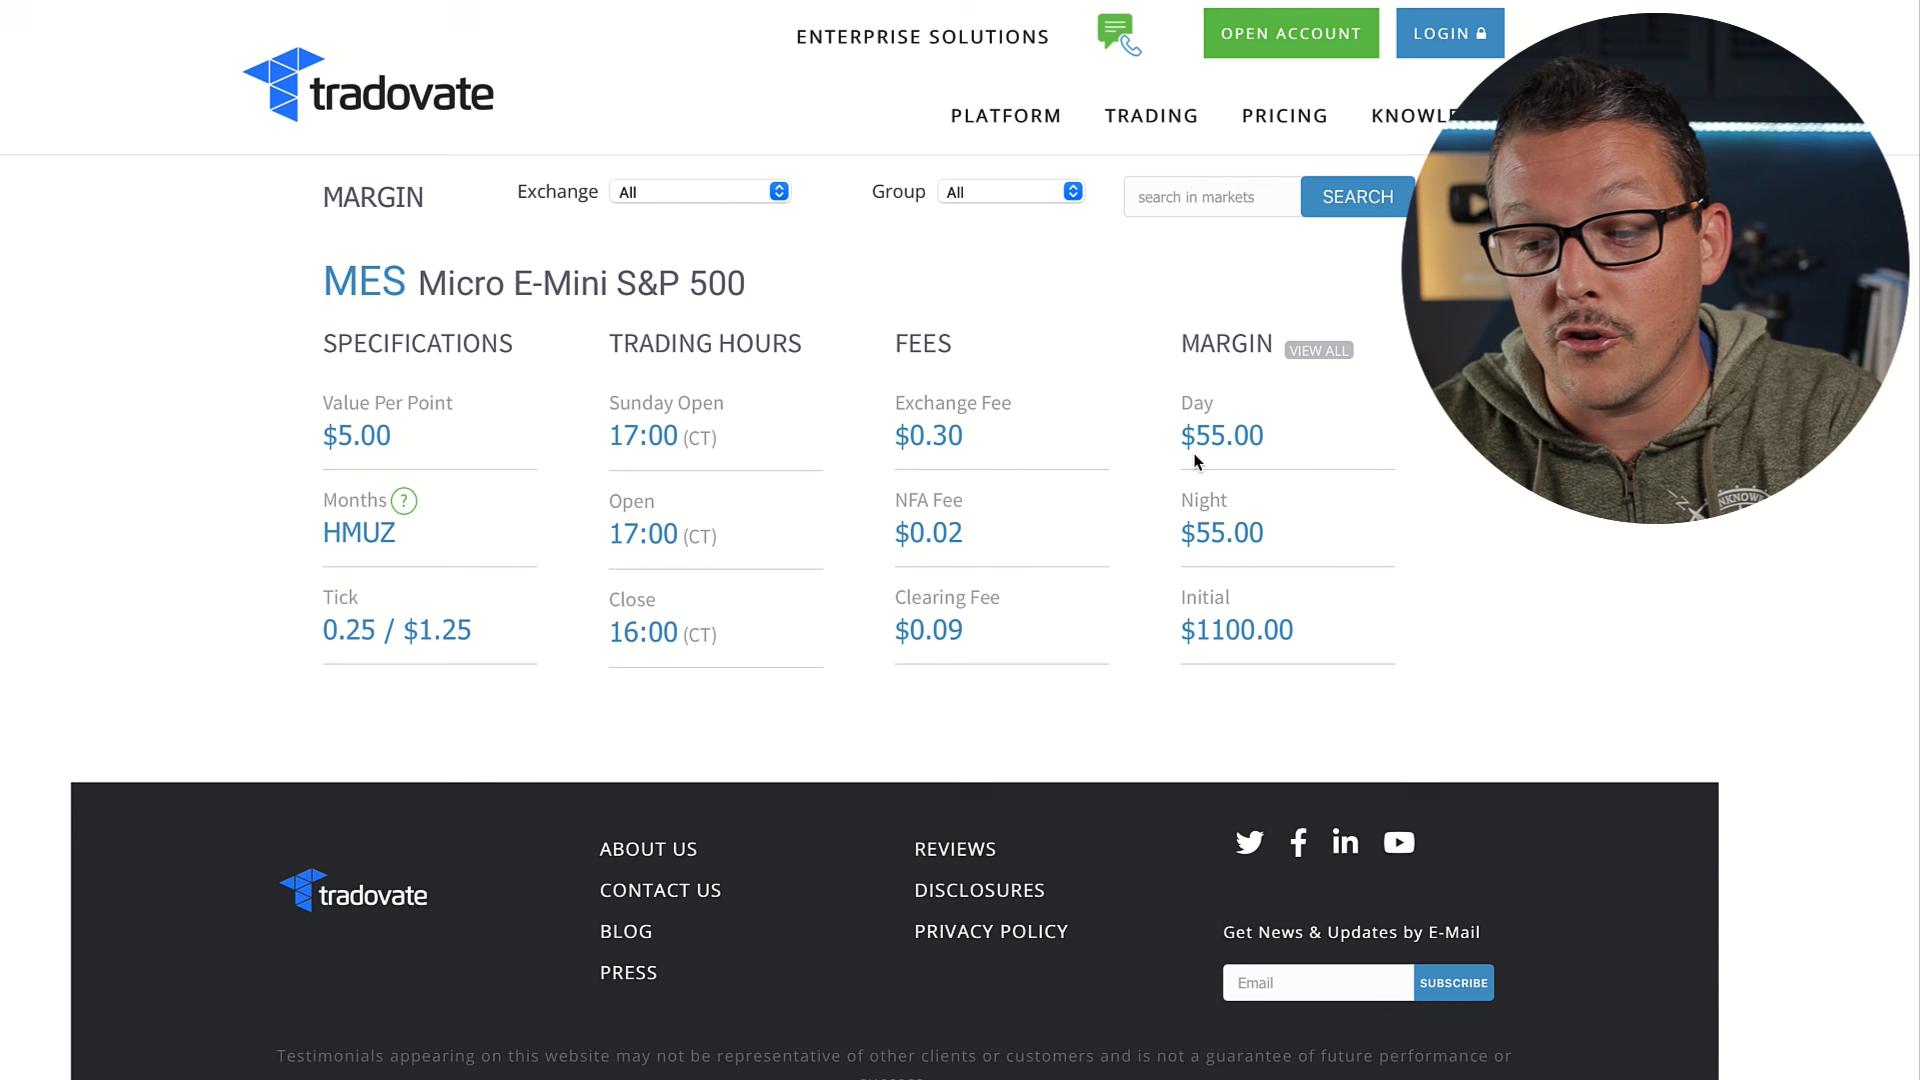 ENTERPRISE SOLUTIONS
OPEN ACCOUNT
LOGIN
tradovate
PLATFORM TRADING PRICING KNOWLE
MARGIN
Exchange All
Group All
search in markets
SEARCH
MES Micro E-Mini S&P 500
SPECIFICATIONS
Value Per Point
$5.00
Months ?
HMUZ
Tick
0.25 / $1.25
TRADING HOURS
Sunday Open
17:00 (CT)
Open
17:00 (CT)
Close
16:00 (CT)
FEES
Exchange Fee
$0.30
NFA Fee
$0.02
Clearing Fee
$0.09
MARGIN VIEW ALL
Day
$55.00
Night
$55.00
Initial
$1100.00
tradovate
ABOUT US
CONTACT US
BLOG
PRESS
REVIEWS
DISCLOSURES
PRIVACY POLICY
Get News & Updates by E-Mail
Email
SUBSCRIBE
Testimonials appearing on this website may not be representative of other clients or customers and is not a guarantee of future performance or